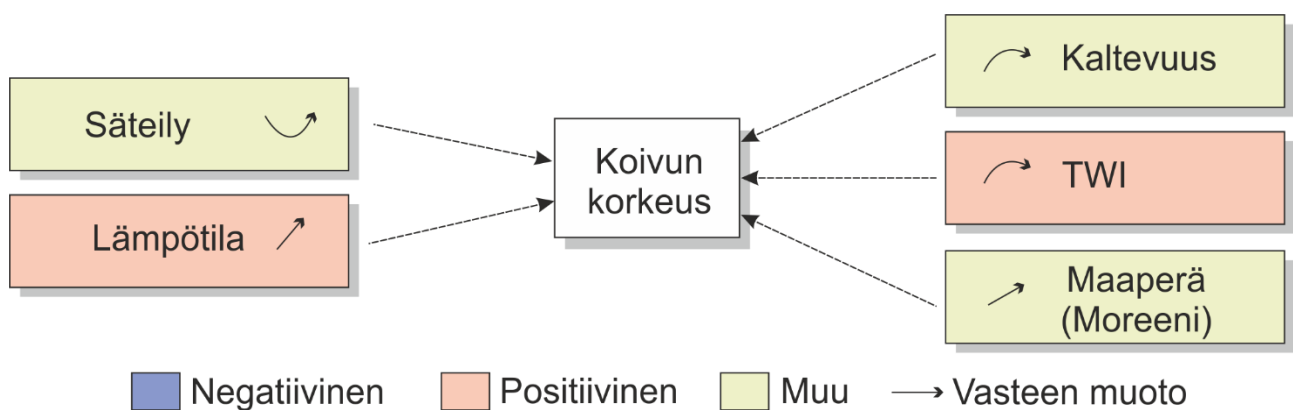 Säteily
Lämpötila
Koivun
korkeus
Kaltevuus
TWI
Maaperä
(Moreeni)
Negatiivinen
Positiivinen
Muu
Vasteen muoto